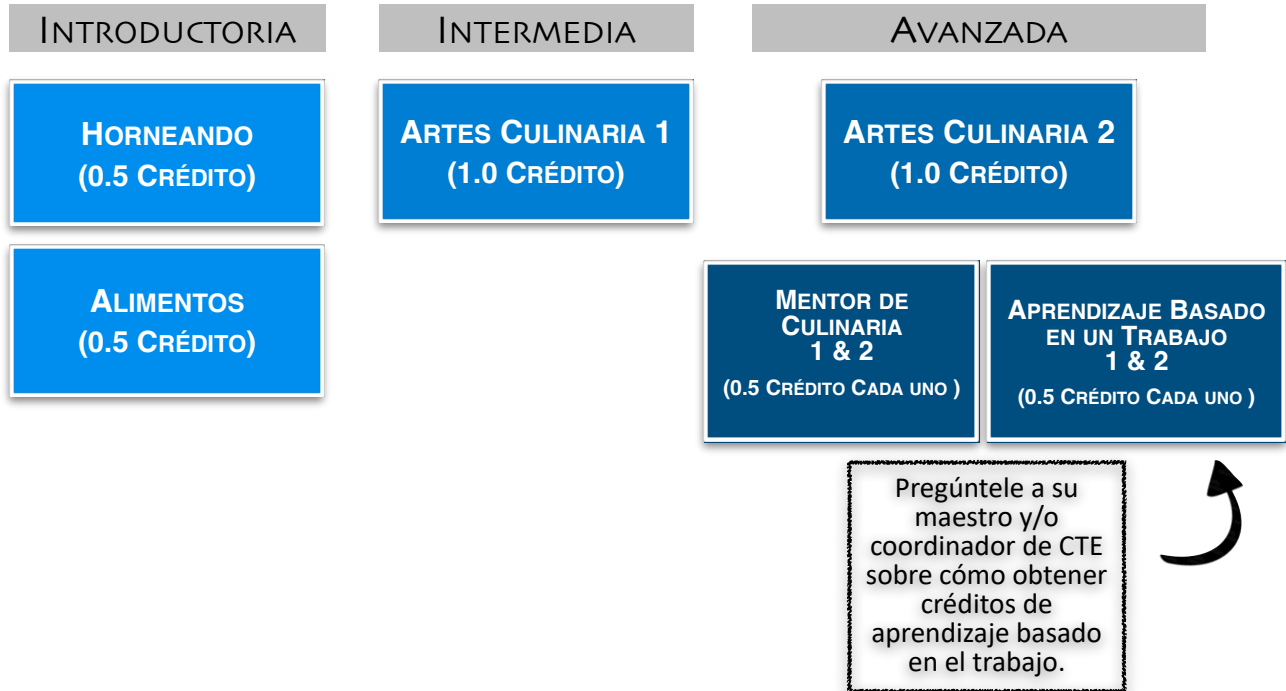 INTRODUCTORIA
INTERMEDIA
AVANZADA
HORNEANDO
(0.5 CRÉDITO)
ARTES CULINARIA 1
(1.0 CRÉDITO)
ARTES CULINARIA 2
(1.0 CRÉDITO)
ALIMENTOS
(0.5 CRÉDITO)
MENTOR DE
CULINARIA
1 & 2
(0.5 CRÉDITO CADA UNO )
APRENDIZAJE BASADO
EN UN TRABAJO
1 & 2
(0.5 CRÉDITO CADA UNO )
Pregúntele a su
maestro y/o
coordinador de CTE
sobre cómo obtener
créditos de
aprendizaje basado
en el trabajo.